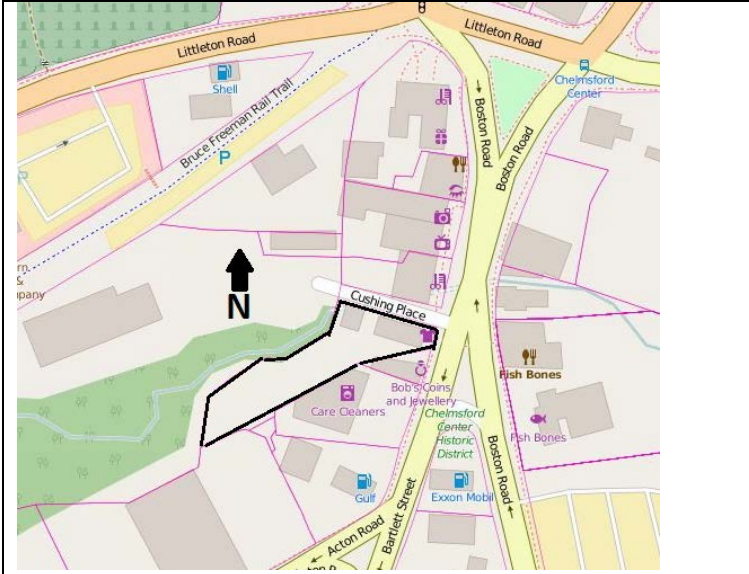 Littleton Road
Littleton Road
Shell
Chelmsford
Center
Bruce Freeman Rail Trail
P
Boston Road
Boston Road
N
Cushing Place
Bob's Coins
and Jewellery
Care Cleaners
Chelmsford
Center
Historic
District
Fish Bones
Fish Bones
Gulf
Exxon Mobil
Boston Road
Bartlett Street
Acton Road